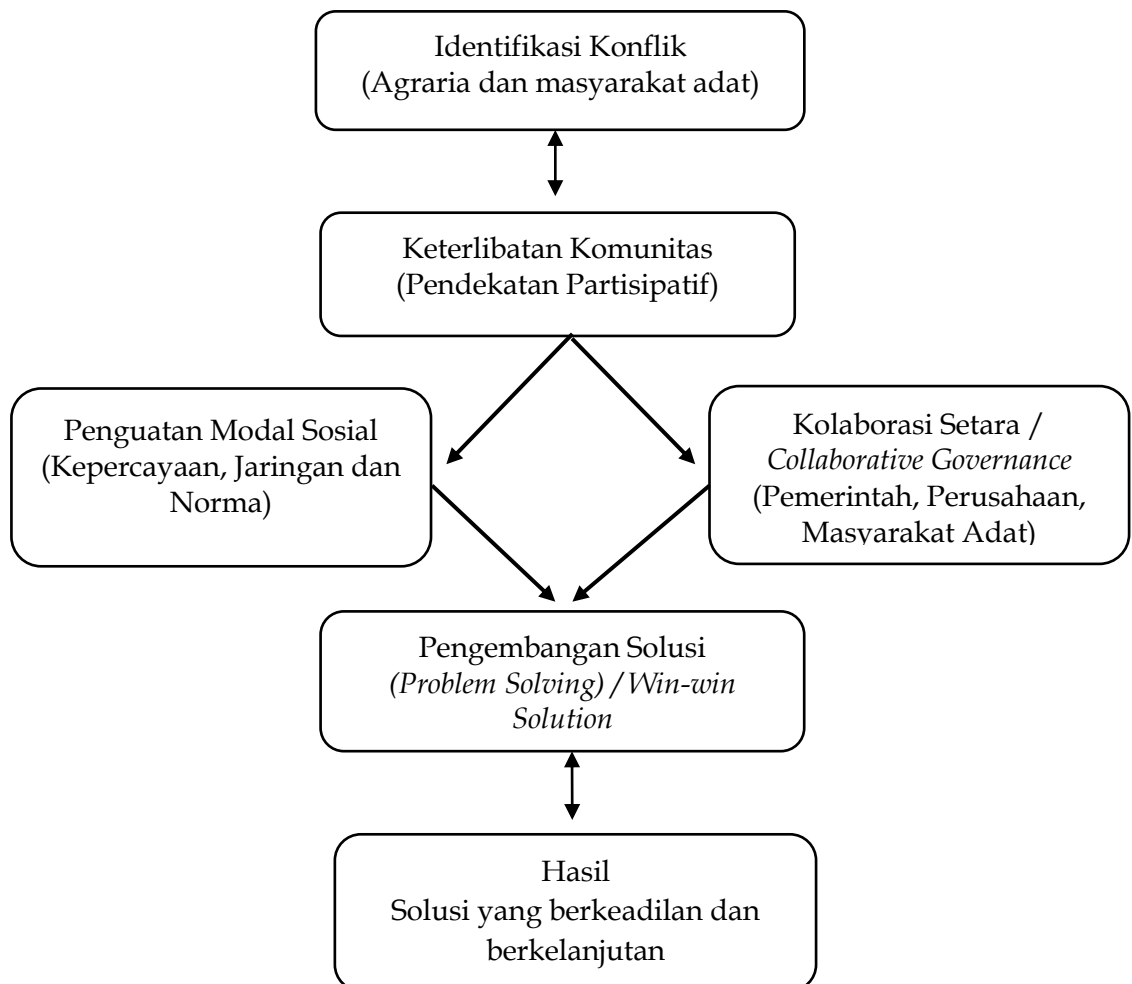 Identifikasi Konflik
(Agraria dan masyarakat adat)
Keterlibatan Komunitas
(Pendekatan Partisipatif)
Penguatan Modal Sosial
(Kepercayaan, Jaringan dan
Norma)
Kolaborasi Setara /
Collaborative Governance
(Pemerintah, Perusahaan,
Masyarakat Adat)
Pengembangan Solusi
(Problem Solving) / Win-win
Solution
Hasil
Solusi yang berkeadilan dan
berkelanjutan